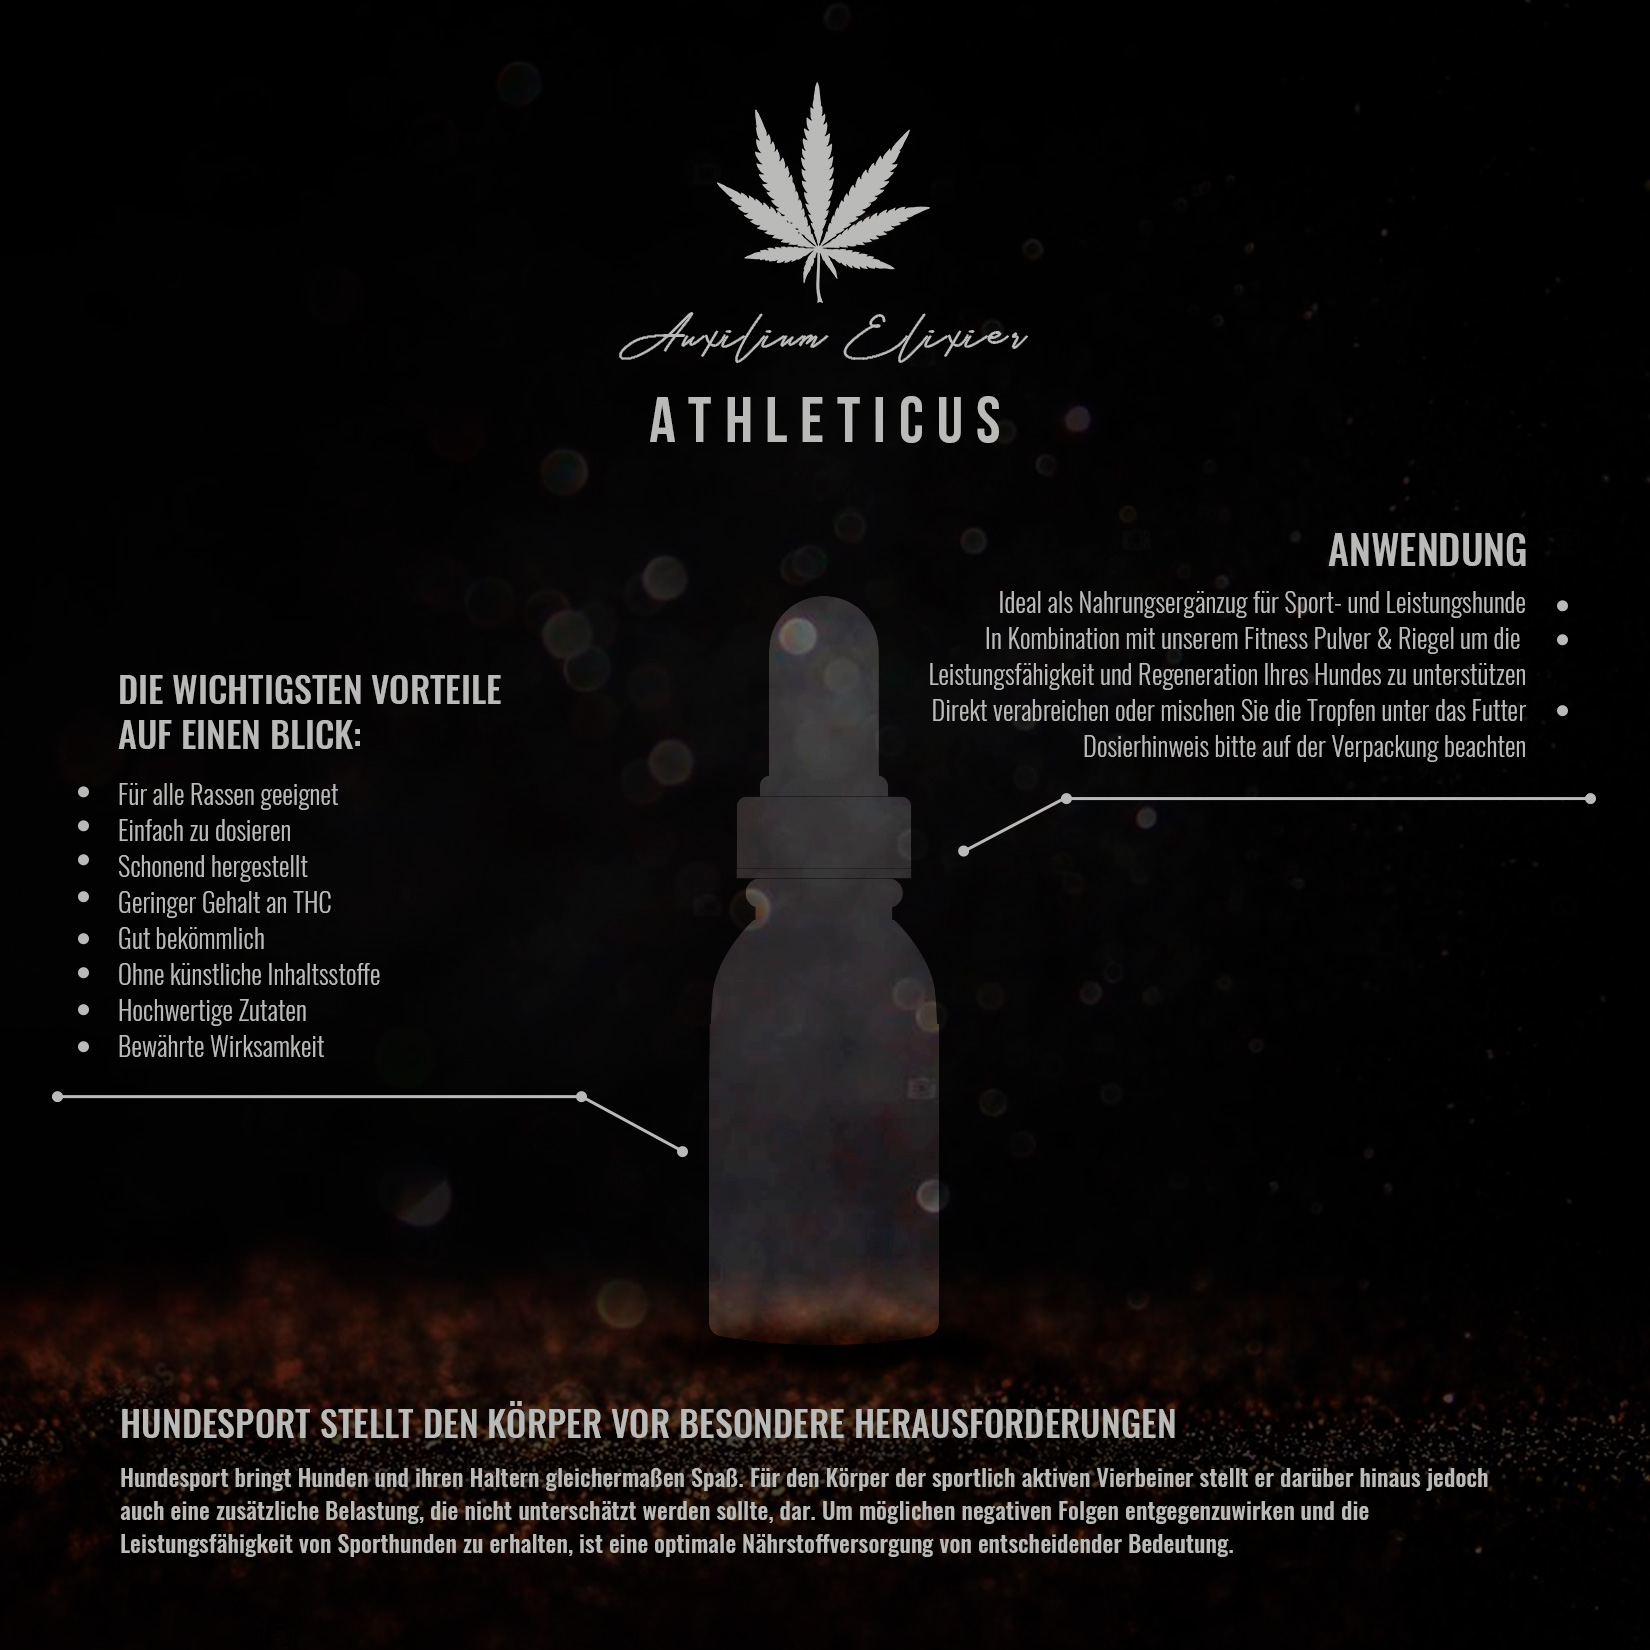 Auxilium Elixier
ATHLETICUS
ANWENDUNG
Ideal als Nahrungsergänzug für Sport- und Leistungshunde
In Kombination mit unserem Fitness Pulver & Riegel um die
Leistungsfähigkeit und Regeneration Ihres Hundes zu unterstützen
Direkt verabreichen oder mischen Sie die Tropfen unter das Futter
Dosierhinweis bitte auf der Verpackung beachten
DIE WICHTIGSTEN VORTEILE
AUF EINEN BLICK:
Für alle Rassen geeignet
Einfach zu dosieren
Schonend hergestellt
Geringer Gehalt an THC
Gut bekömmlich
Ohne künstliche Inhaltsstoffe
Hochwertige Zutaten
Bewährte Wirksamkeit
HUNDESPORT STELLT DEN KÖRPER VOR BESONDERE HERAUSFORDERUNGEN
Hundesport bringt Hunden und ihren Haltern gleichermaßen Spaß. Für den Körper der sportlich aktiven Vierbeiner stellt er darüber hinaus jedoch
auch eine zusätzliche Belastung, die nicht unterschätzt werden sollte, dar. Um möglichen negativen Folgen entgegenzuwirken und die
Leistungsfähigkeit von Sporthunden zu erhalten, ist eine optimale Nährstoffversorgung von entscheidender Bedeutung.